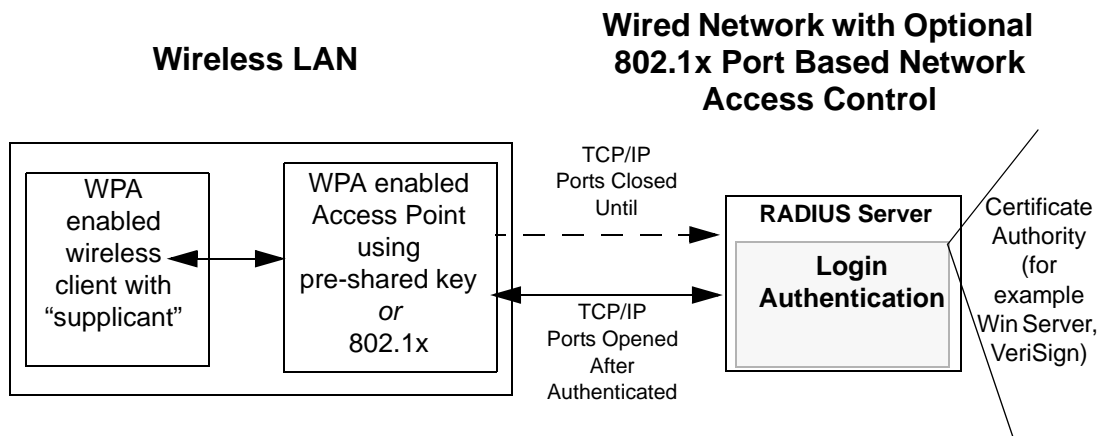 Wireless LAN
Wired Network with Optional
802.1x Port Based Network
Access Control
WPA
enabled
wireless
client with
“supplicant”
WPA enabled
Access Point
using
pre-shared key
or
802.1x
TCP/IP
Ports Closed
Until
TCP/IP
Ports Opened
After
Authenticated
RADIUS Server
Login
Authentication
Certificate
Authority
(for
example
Win Server,
VeriSign)